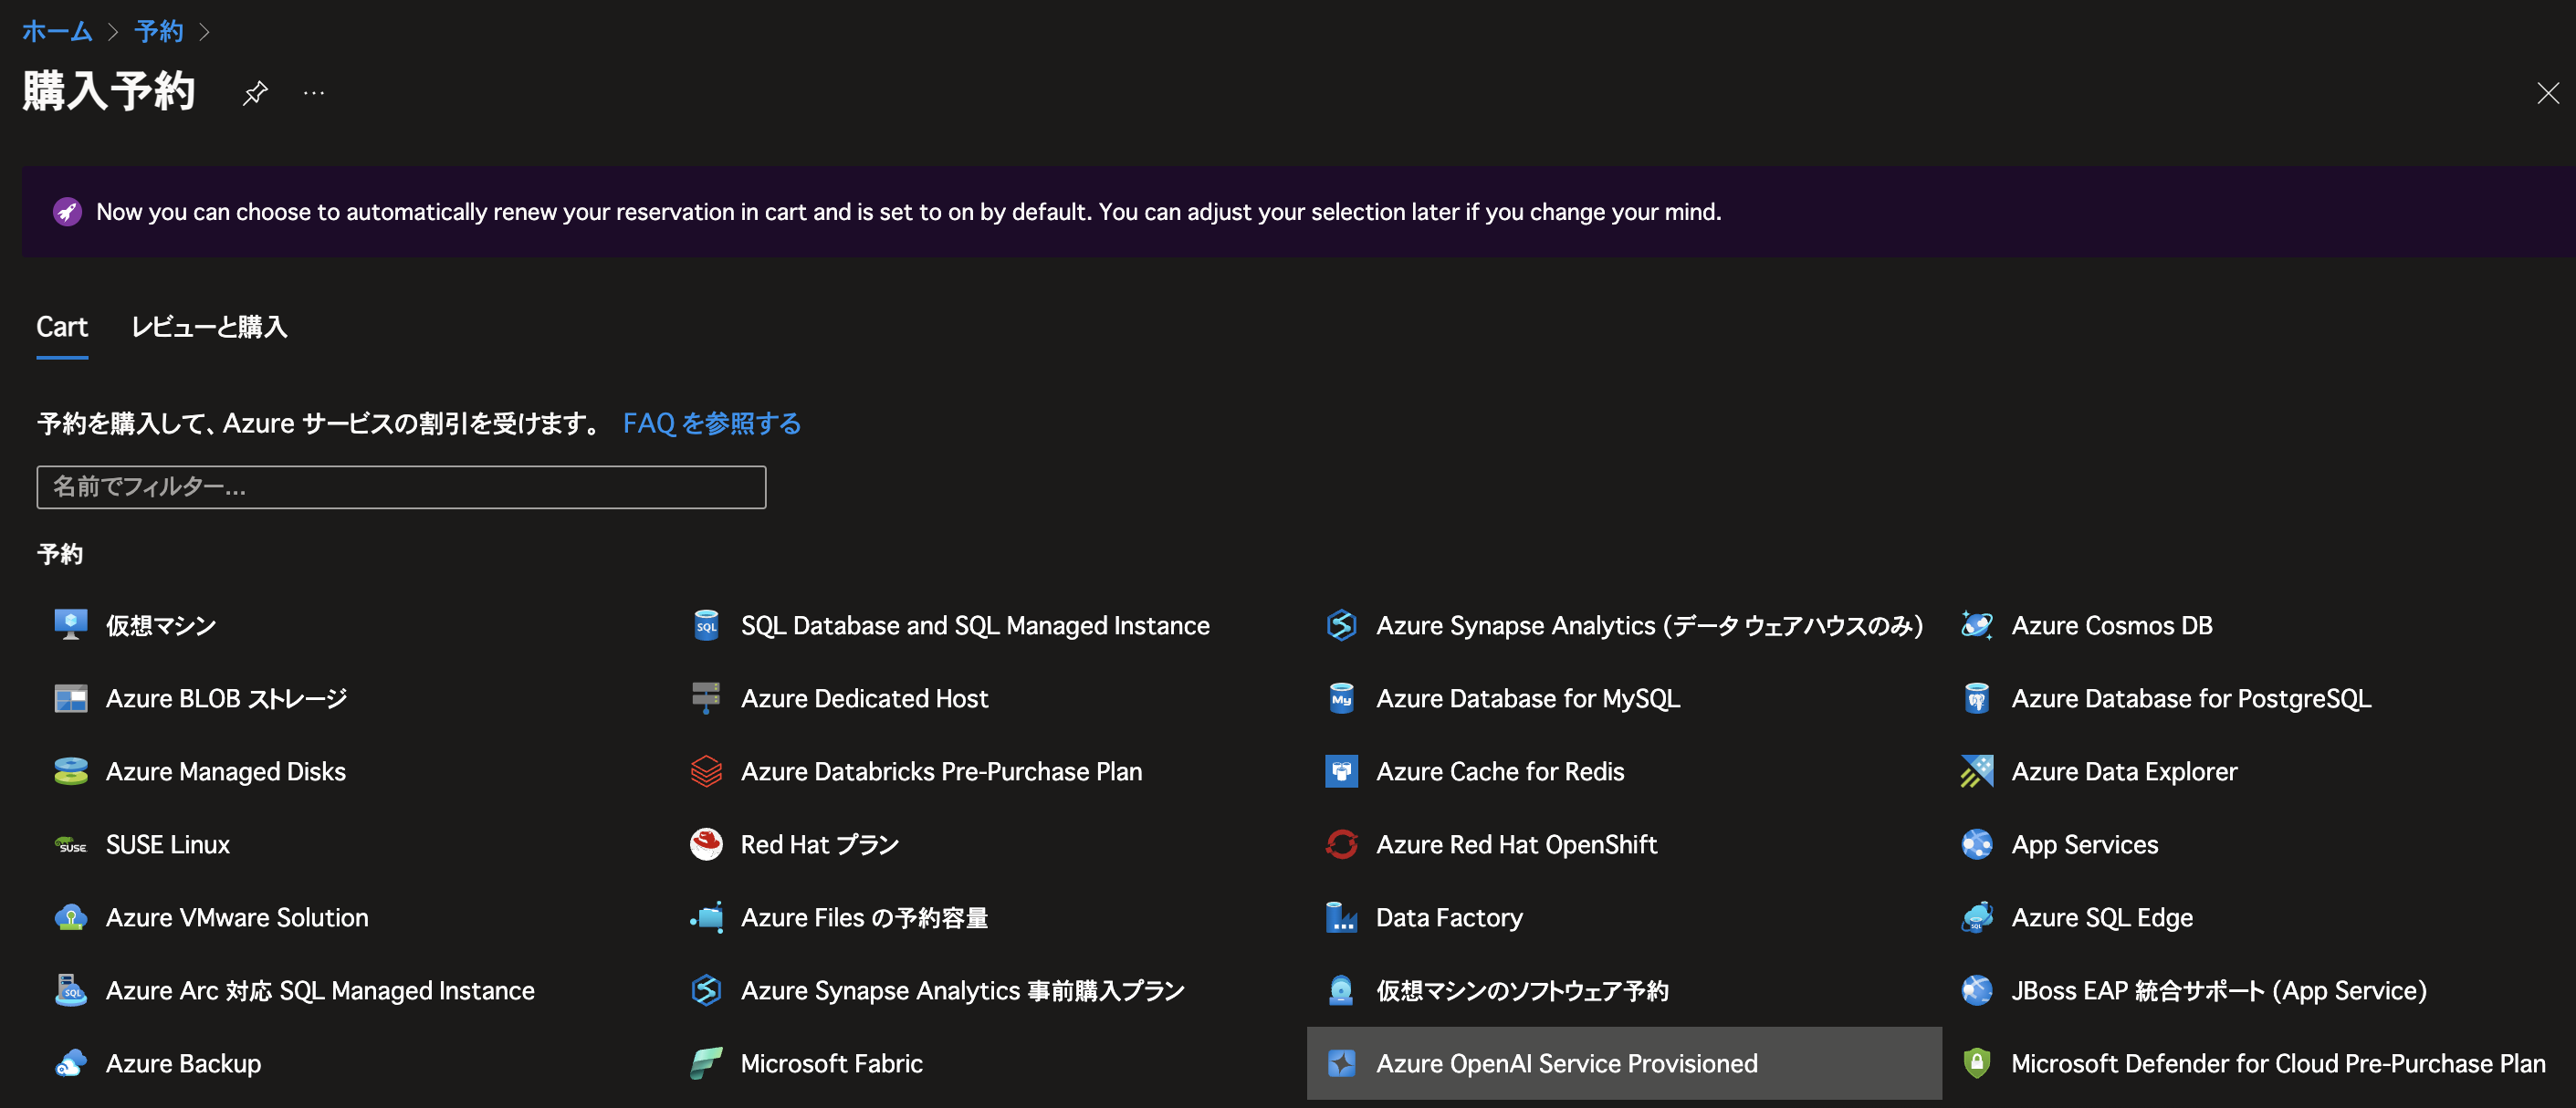 ホーム > 予約 >
購入予約 ...
Now you can choose to automatically renew your reservation in cart and is set to on by default. You can adjust your selection later if you change your mind.
Cart レビューと購入
予約を購入して、Azure サービスの割引を受けます。 FAQ を参照する
名前でフィルター...
予約
仮想マシン SQL SQL Database and SQL Managed Instance Azure Synapse Analytics (データ ウェアハウスのみ) Azure Cosmos DB
Azure BLOB ストレージ Azure Dedicated Host My Azure Database for MySQL Azure Database for PostgreSQL
Azure Managed Disks Azure Databricks Pre-Purchase Plan Azure Cache for Redis Azure Data Explorer
SUSE SUSE Linux Red Hat プラン Azure Red Hat OpenShift App Services
Azure VMware Solution Azure Files の予約容量 Data Factory SQL Azure SQL Edge
SQL Azure Arc 対応 SQL Managed Instance Azure Synapse Analytics 事前購入プラン 仮想マシンのソフトウェア予約 JBoss EAP 統合サポート (App Service)
Azure Backup Microsoft Fabric Azure OpenAI Service Provisioned Microsoft Defender for Cloud Pre-Purchase Plan